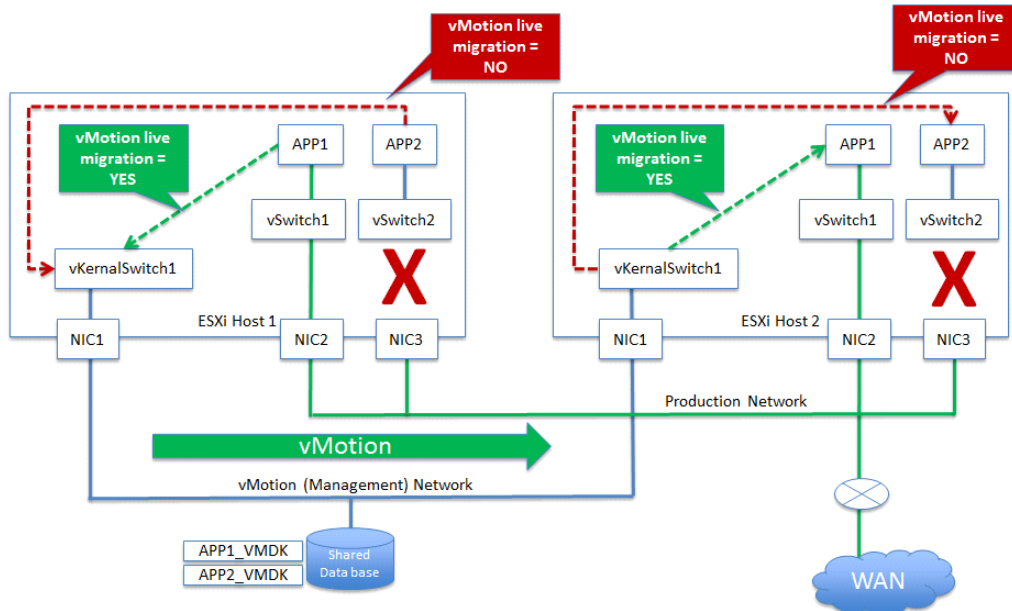 vMotion live
migration =
NO
vMotion live
migration =
NO
vMotion live
migration =
YES
APP1
APP2
vMotion live
migration =
YES
APP1
APP2
vSwitch1
vSwitch2
vSwitch1
vSwitch2
vKernalSwitch1
X
vKernalSwitch1
X
ESXi Host 1
ESXi Host 2
NIC1
NIC2
NIC3
NIC1
NIC2
NIC3
Production Network
vMotion
vMotion (Management) Network
APP1_VMDK
APP2_VMDK
Shared
Data base
WAN